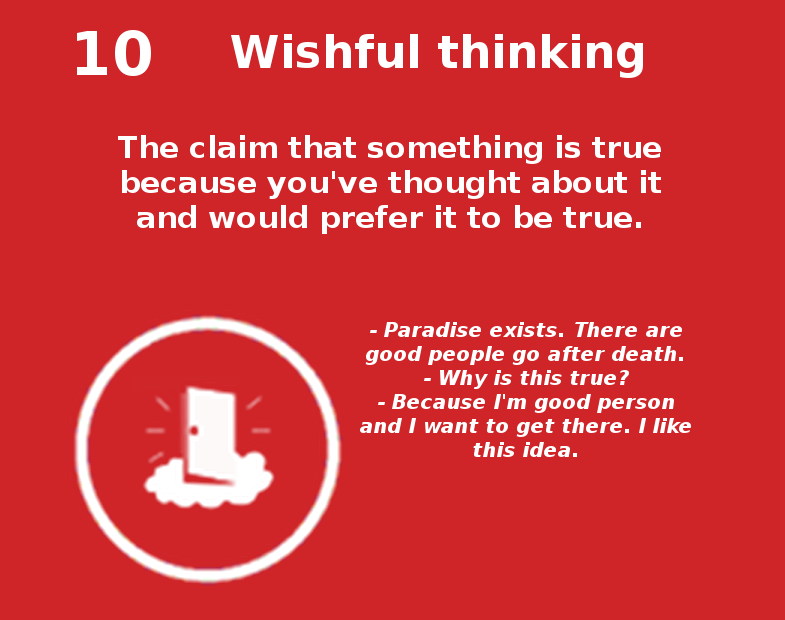 10 Wishful thinking
The claim that something is true
because you've thought about it
and would prefer it to be true.
- Paradise exists. There are
good people go after death.
- Why is this true?
- Because I'm good person
and I want to get there. I like
this idea.